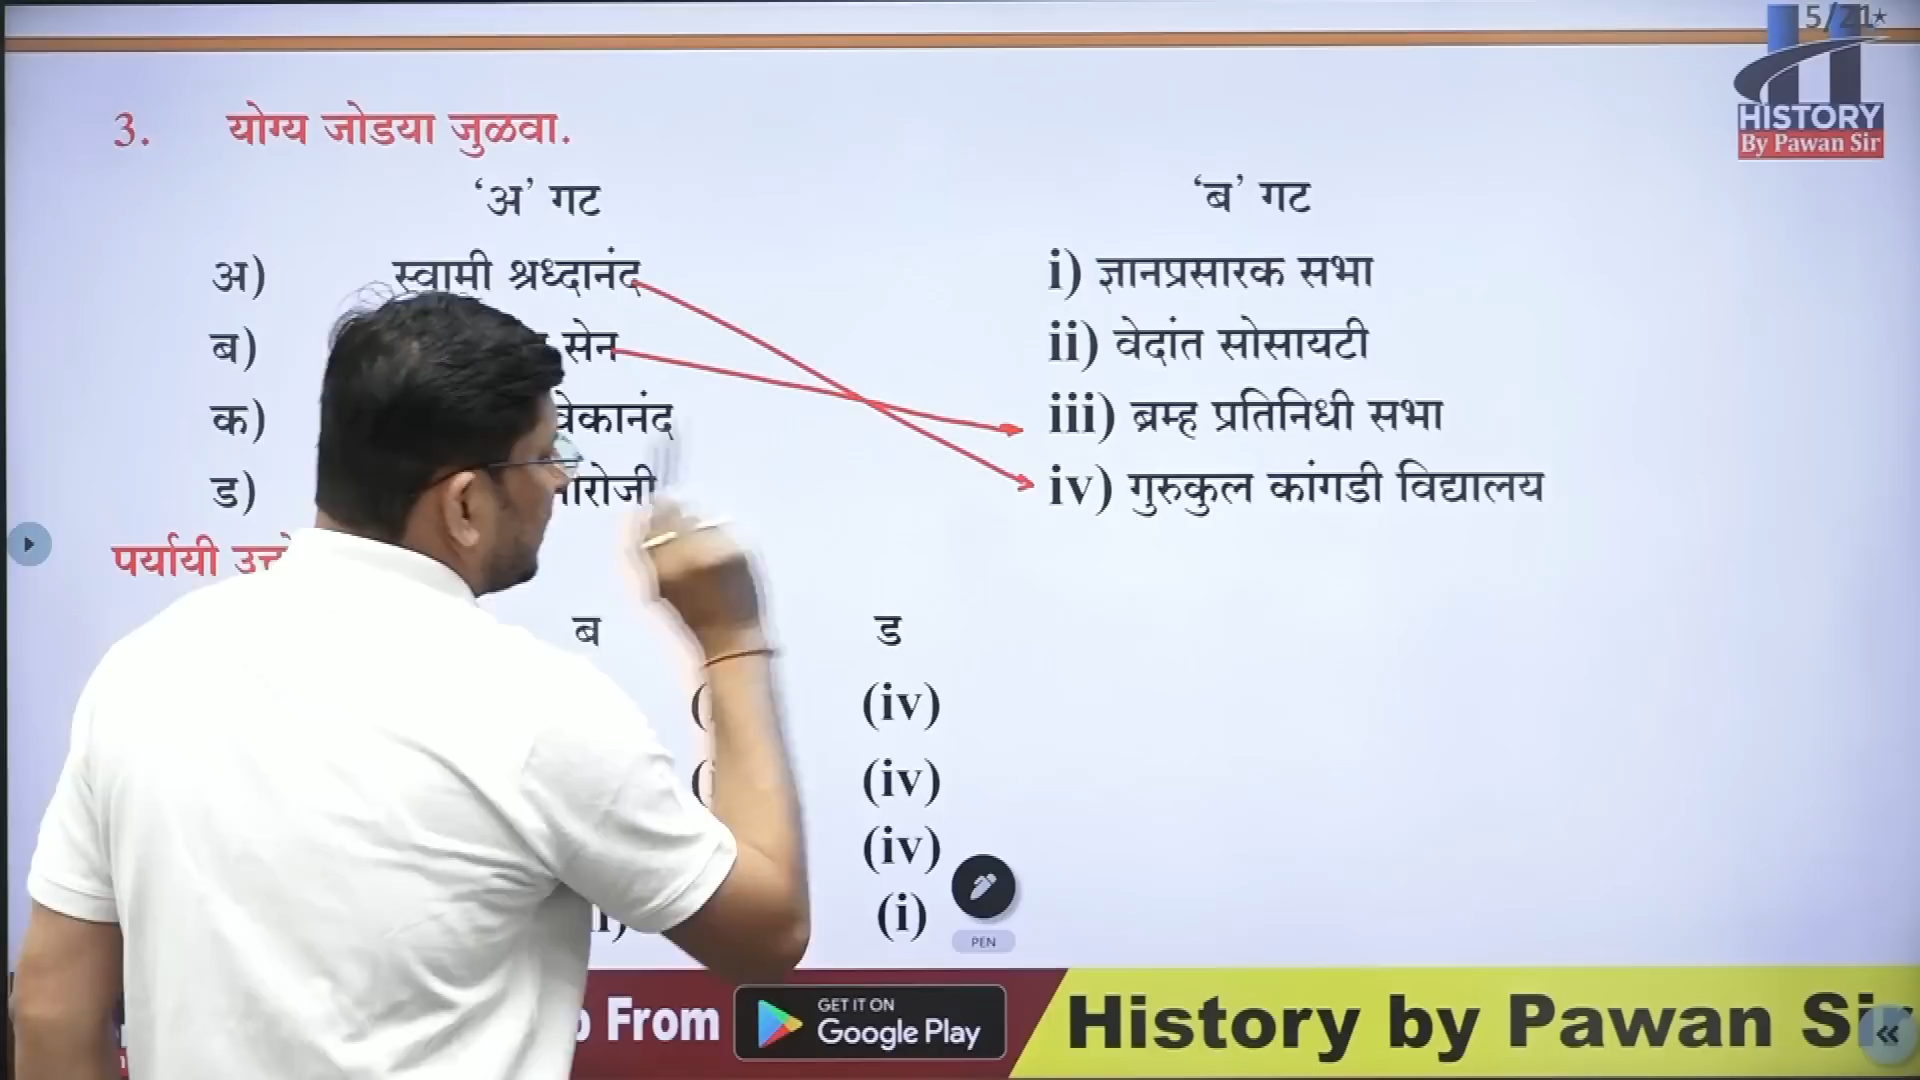 5/21
HISTORY
By Pawan Sir
3. योग्य जोडया जुळवा.
‘अ’ गट ‘ब’ गट
अ) स्वामी श्रध्दानंद i) ज्ञानप्रसारक सभा
ब) सेन ii) वेदांत सोसायटी
क) iii) ब्रम्ह प्रतिनिधी सभा
ड) iv) गुरुकुल कांगडी विद्यालय
पर्यायी
ब ड
(iv)
(iv)
(iv)
(i)
PEN
From GET IT ON Google Play History by Pawan Sir